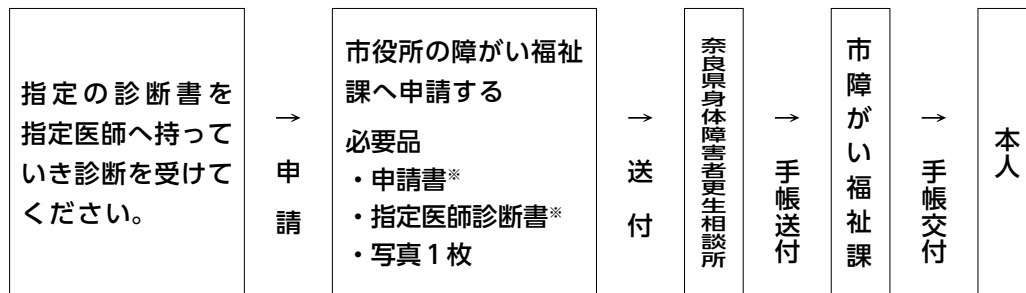 指定の診断書を
指定医師へ持って
いき診断を受けて
ください。
→
申請
市役所の障がい福祉
課へ申請する
必要品
・申請書※
・指定医師診断書※
・写真1枚
→
送付
奈良県身体障害者更生相談所
→
手帳送付
市障がい福祉課
→
手帳交付
本人